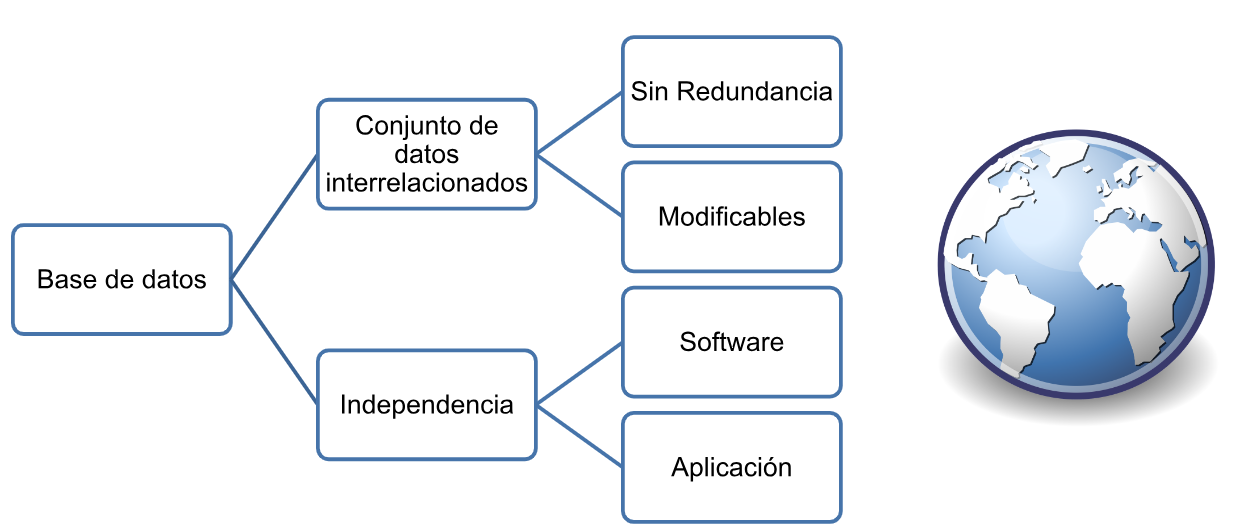 Base de datos
Conjunto de
datos
interrelacionados
Sin Redundancia
Modificables
Independencia
Software
Aplicación